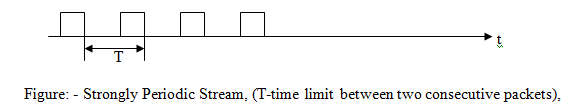 t
T
Figure: - Strongly Periodic Stream, (T-time limit between two consecutive packets),